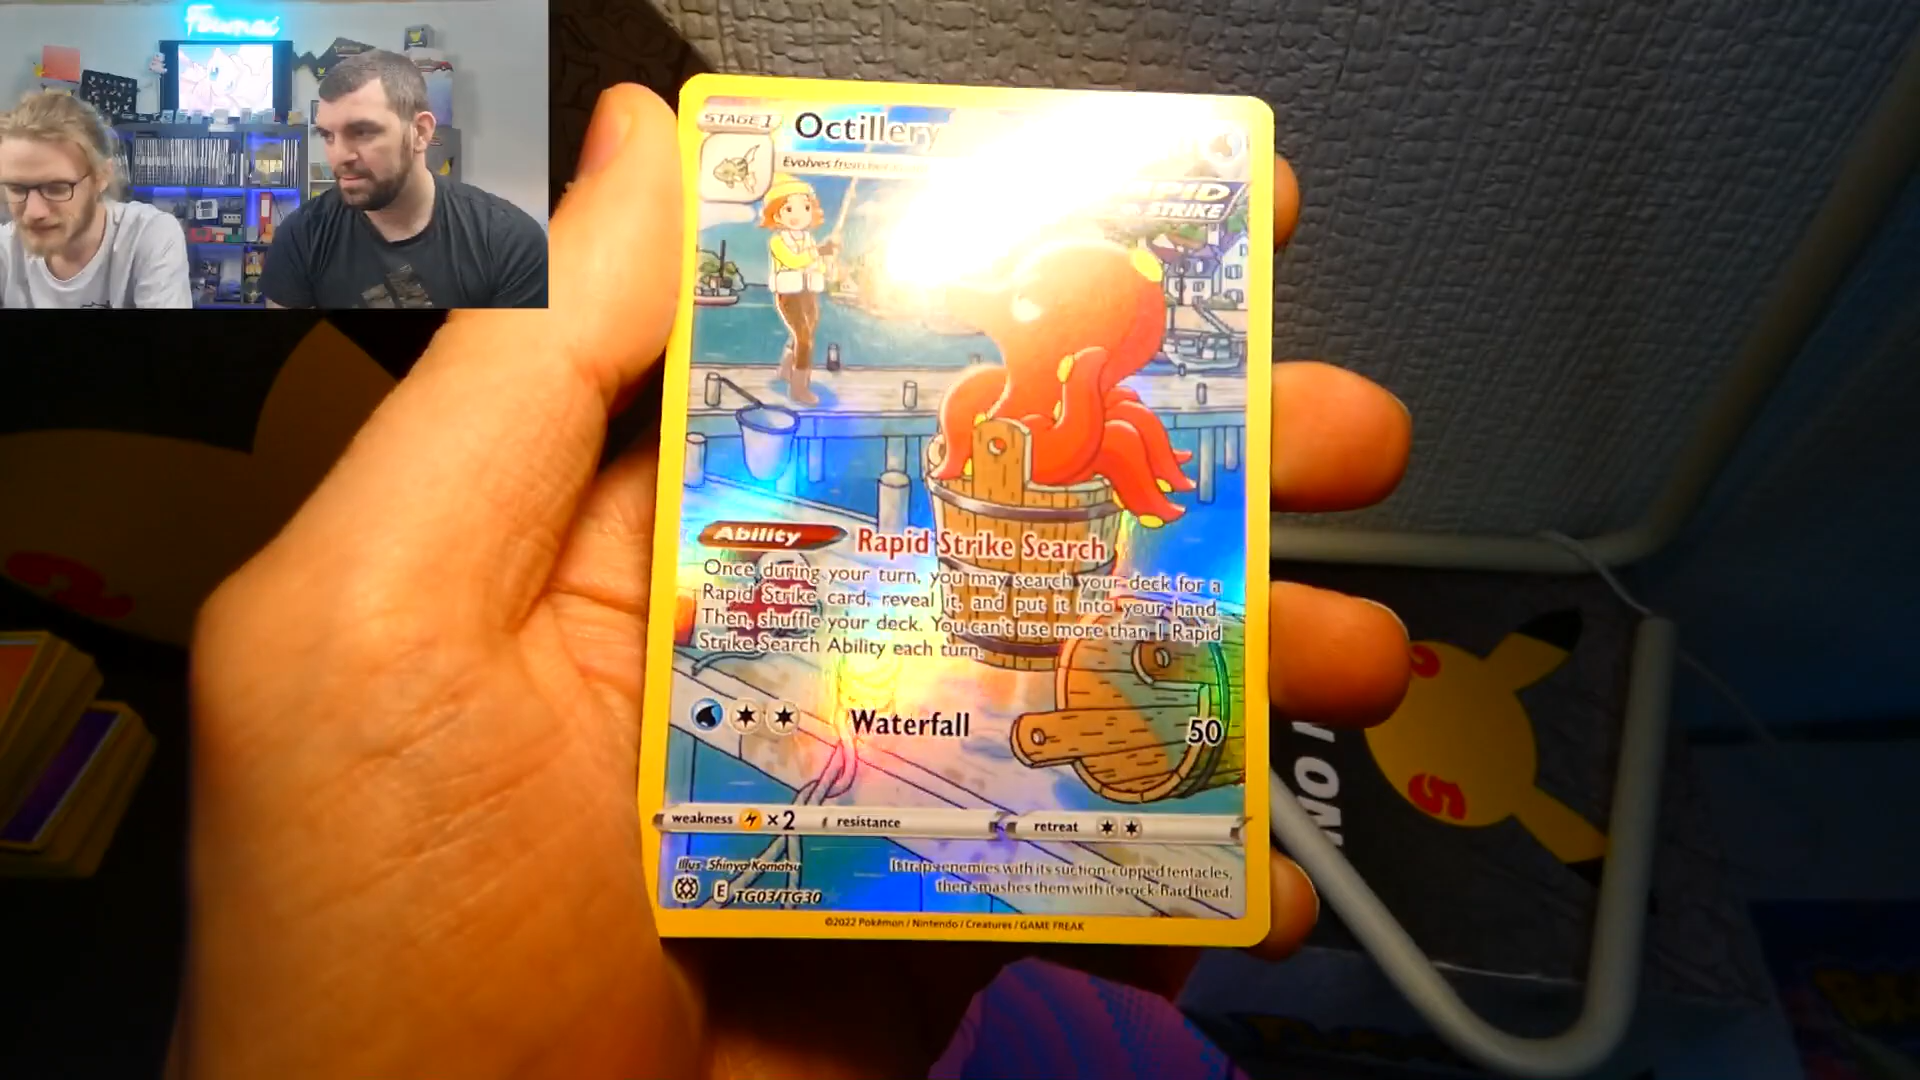 STAGE 1
Octillery
Evolves from
RAPID
STRIKE
Ability Rapid Strike Search
Once during your turn, you may search your deck for a
Rapid Strike card, reveal it, and put it into your hand.
Then, shuffle your deck. You can't use more than 1 Rapid
Strike Search Ability each turn.
Waterfall 50
weakness ×2 resistance retreat
Illus. Shinya Komatsu
It traps enemies with its suction-cupped tentacles,
then smashes them with its rock-hard head.
E TG03/TG30
©2022 Pokémon / Nintendo / Creatures / GAME FREAK